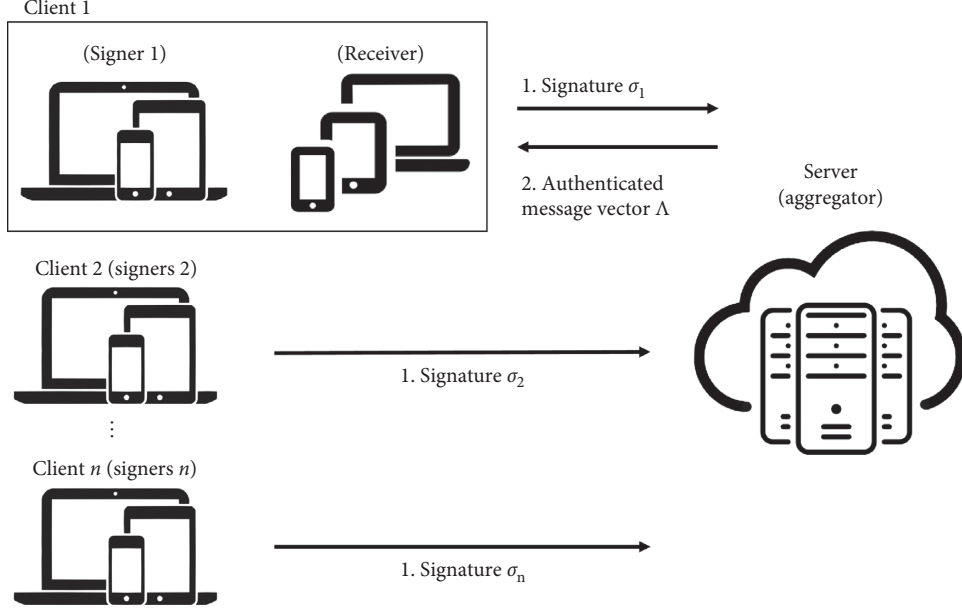 Client 1
(Signer 1)
(Receiver)
1. Signature σ1
2. Authenticated
message vector Λ
Server
(aggregator)
Client 2 (signers 2)
1. Signature σ2
⋮
Client n (signers n)
1. Signature σn